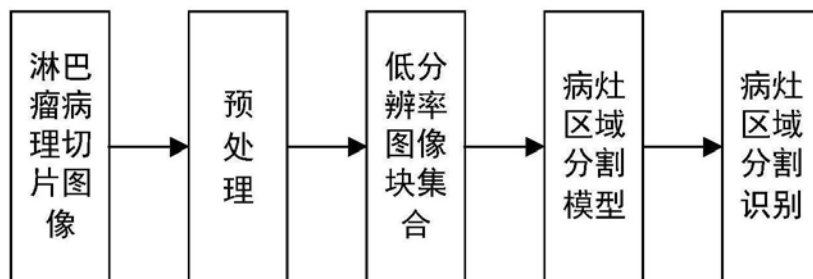 淋巴
瘤病
理切
片图
像
预
处
理
低分
辨率
图像
块集
合
病灶
区域
分割
模型
病灶
区域
分割
识别